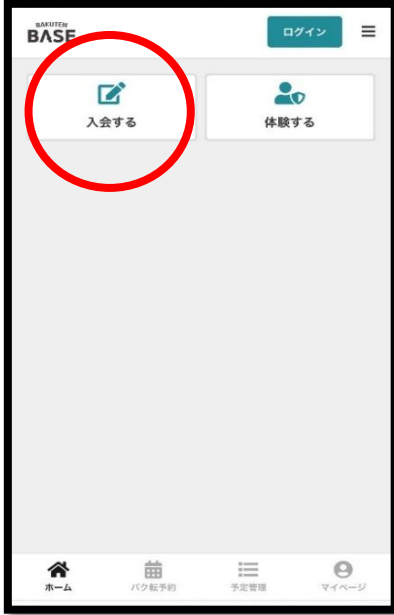 BAKUTEN
BASE
ログイン
入会する
体験する
ホーム
バク転予約
予定管理
マイページ